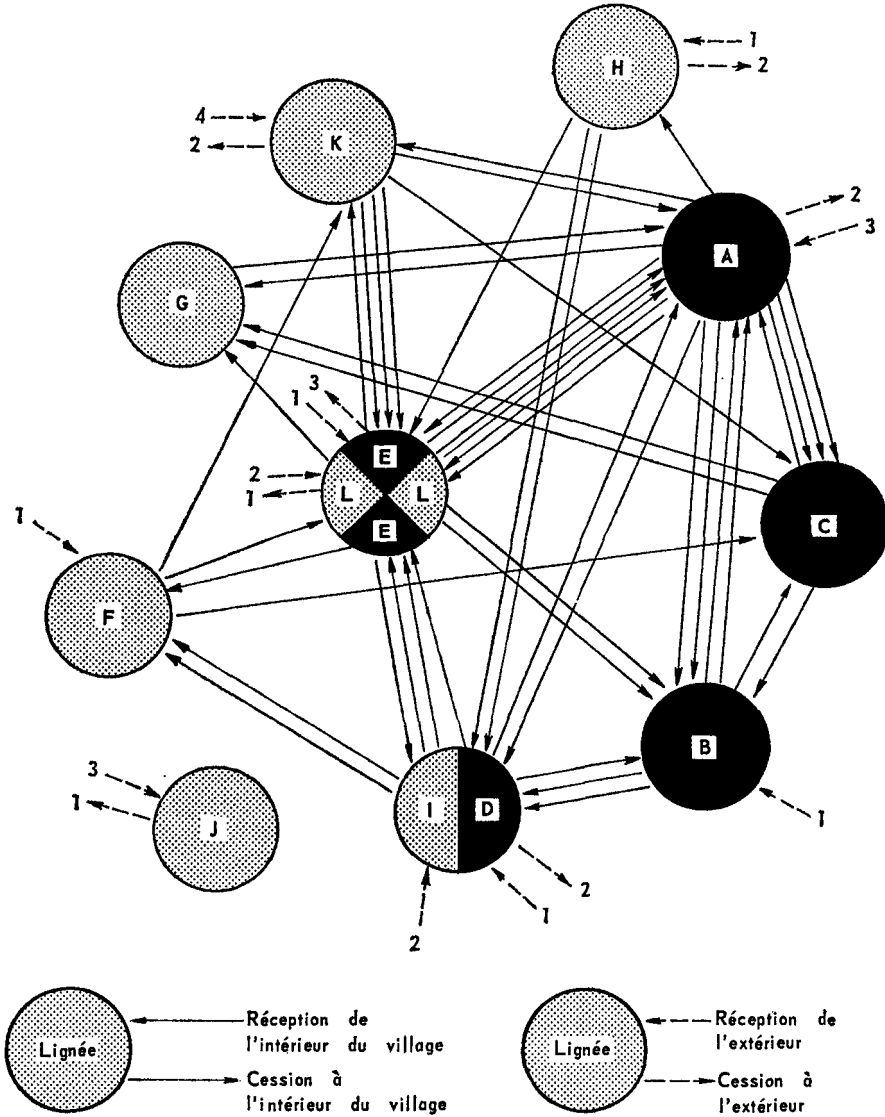 1
H
2
4
K
2
2
A
3
G
3
1
E
2
L L
1
C
E
1
F
B
3
1
J
I D
1
2
1
2
Réception de
l'intérieur du village
Lignée
Cession à
l'intérieur du village
Réception de
l'extérieur
Lignée
Cession à
l'extérieur